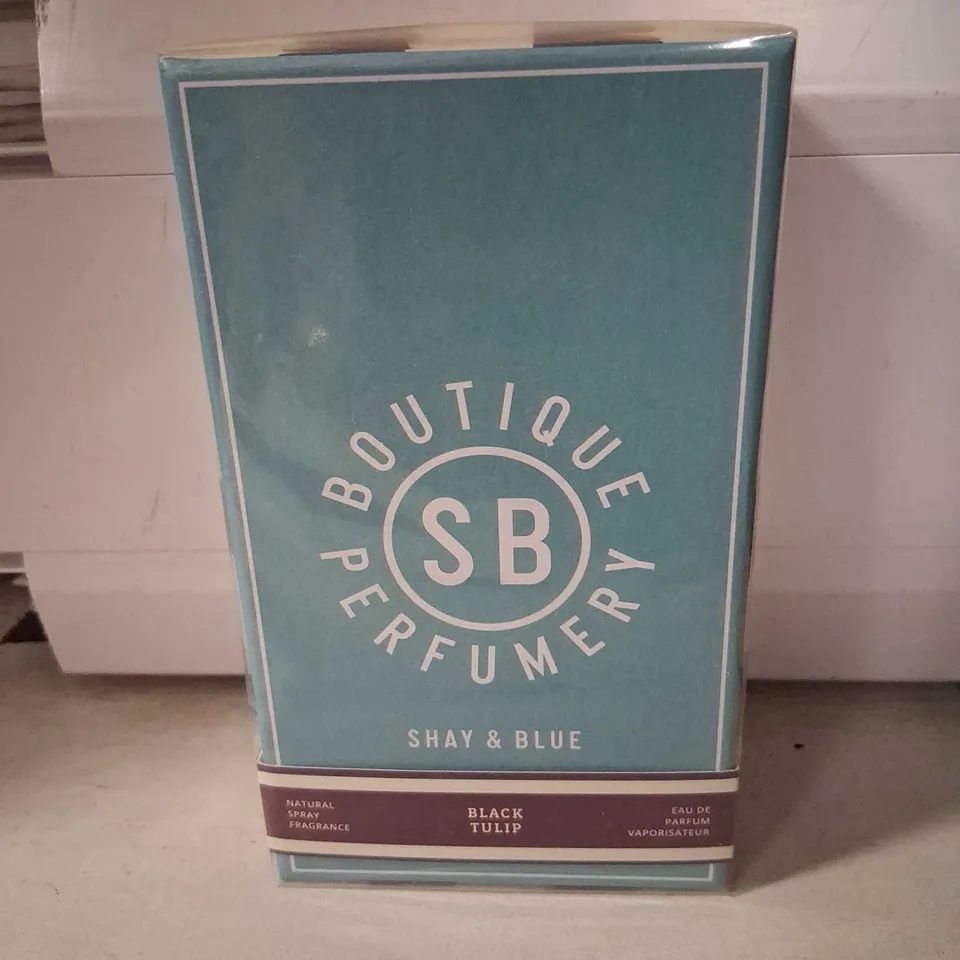 BOUTIQUE
SB
PERFUMERY
SHAY & BLUE
NATURAL
SPRAY
FRAGRANCE
BLACK
TULIP
EAU DE
PARFUM
VAPORISATEUR